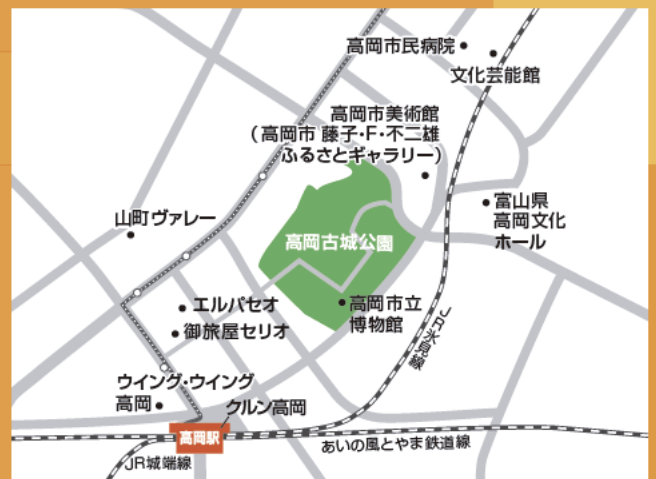 高岡市民病院
文化芸能館
高岡市美術館
(高岡市 藤子・F・不二雄
ふるさとギャラリー)
山町ヴァレー
富山県
高岡文化
ホール
高岡古城公園
エルパセオ
御旅屋セリオ
高岡市立
博物館
JR氷見線
ウイング・ウイング
高岡
クルン高岡
高岡駅
あいの風とやま鉄道線
JR城端線